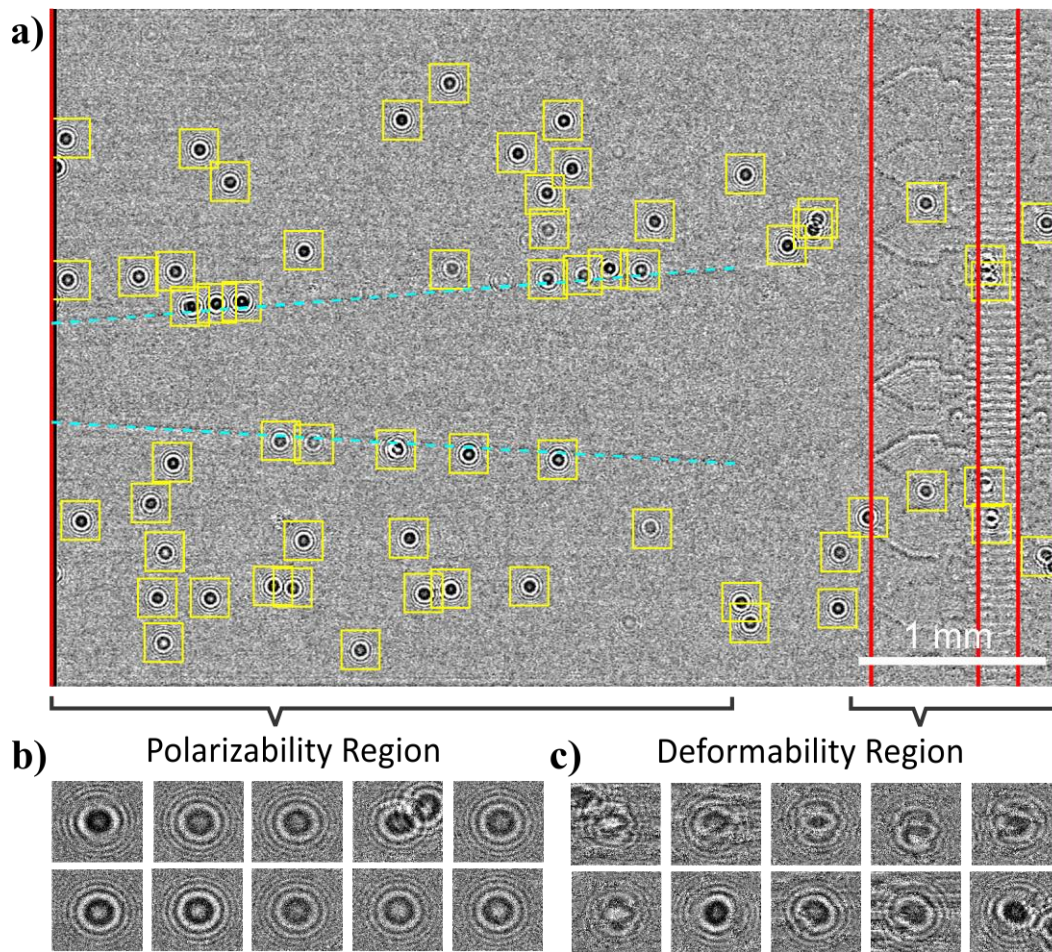 a)
1 mm
Polarizability Region
Deformability Region
b)
c)